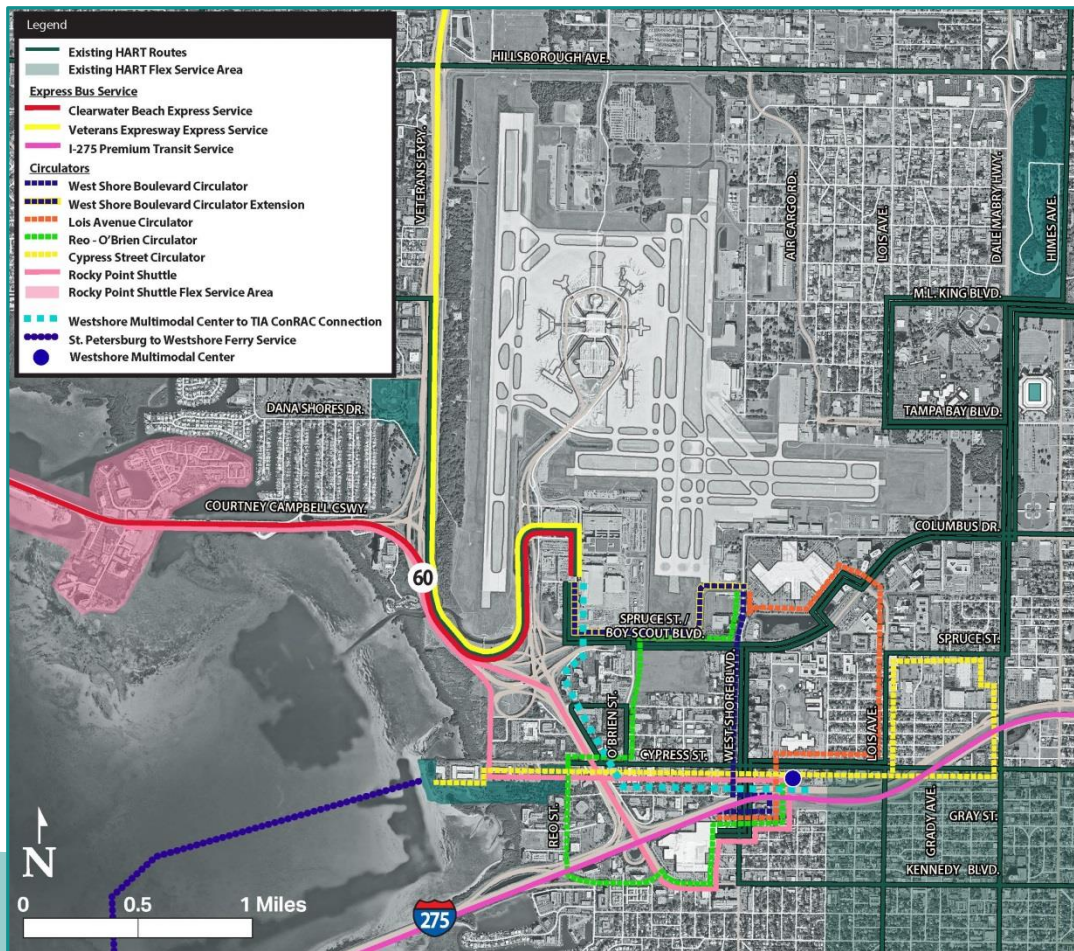 Legend
Existing HART Routes
Existing HART Flex Service Area
Express Bus Service
Clearwater Beach Express Service
Veterans Expresway Express Service
I-275 Premium Transit Service
Circulators
West Shore Boulevard Circulator
West Shore Boulevard Circulator Extension
Lois Avenue Circulator
Reo - O'Brien Circulator
Cypress Street Circulator
Rocky Point Shuttle
Rocky Point Shuttle Flex Service Area
Westshore Multimodal Center to TIA ConRAC Connection
St. Petersburg to Westshore Ferry Service
Westshore Multimodal Center
HILLSBOROUGH AVE.
VETERANS EXPY.
AIR CARGO RD.
LOIS AVE.
DALE MABRY HWY.
HIMES AVE.
M.L. KING BLVD.
DANA SHORES DR.
TAMPA BAY BLVD.
COURTNEY CAMPBELL CSWY.
COLUMBUS DR.
60
SPRUCE ST. /
BOY SCOUT BLVD.
SPRUCE ST.
O'BRIEN ST.
WEST SHORE BLVD.
LOIS AVE.
CYPRESS ST.
REO ST.
GRADY AVE.
GRAY ST.
KENNEDY BLVD.
N
0 0.5 1 Miles
275